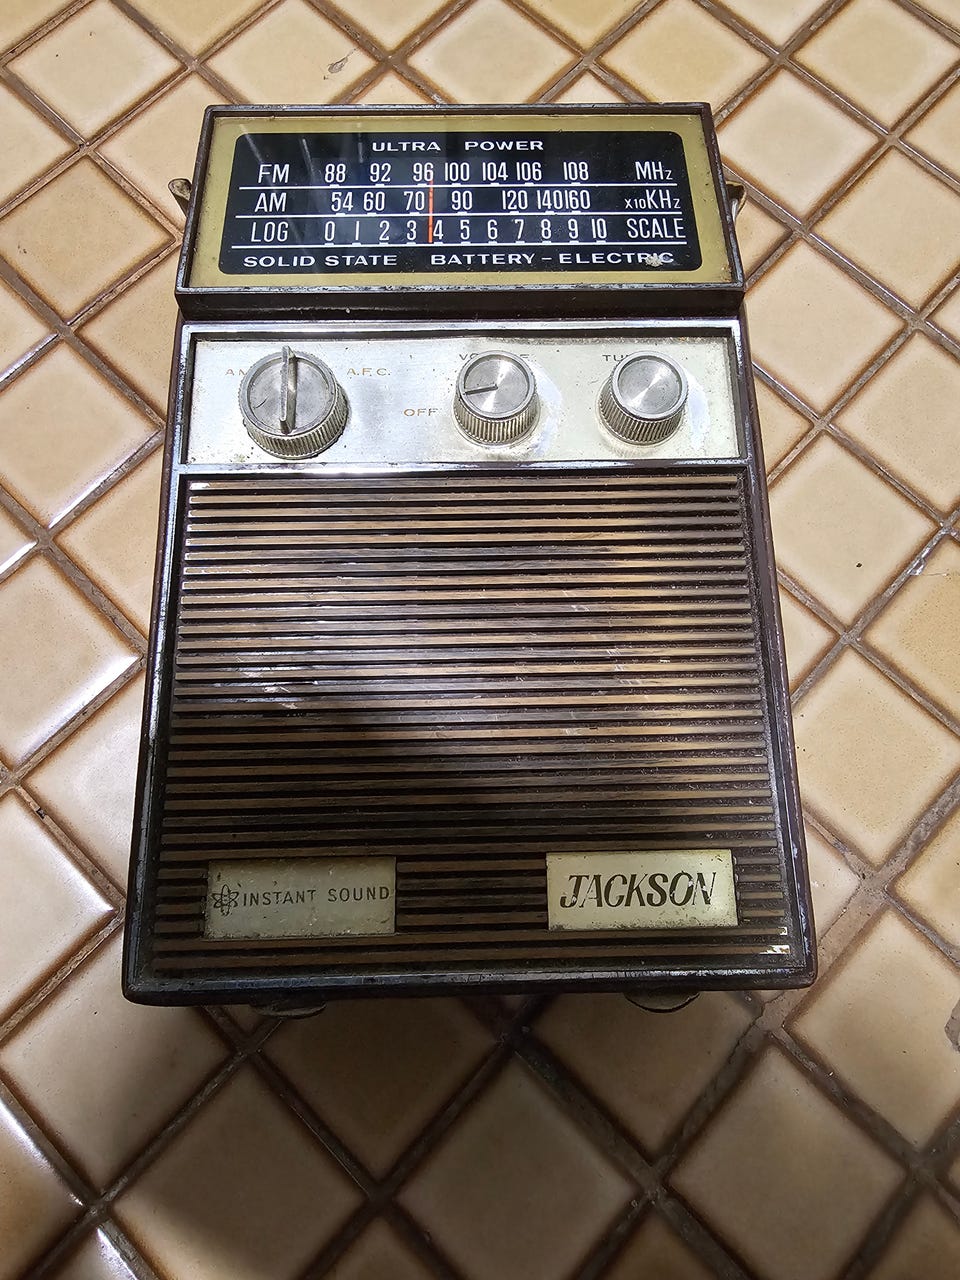 ULTRA POWER
FM 88 92 96 100 104 106 108 MHz
AM 54 60 70 90 120 140 160 x10KHz
LOG 0 1 2 3 4 5 6 7 8 9 10 SCALE
SOLID STATE BATTERY-ELECTRIC
A.F.C.
OFF
INSTANT SOUND
JACKSON